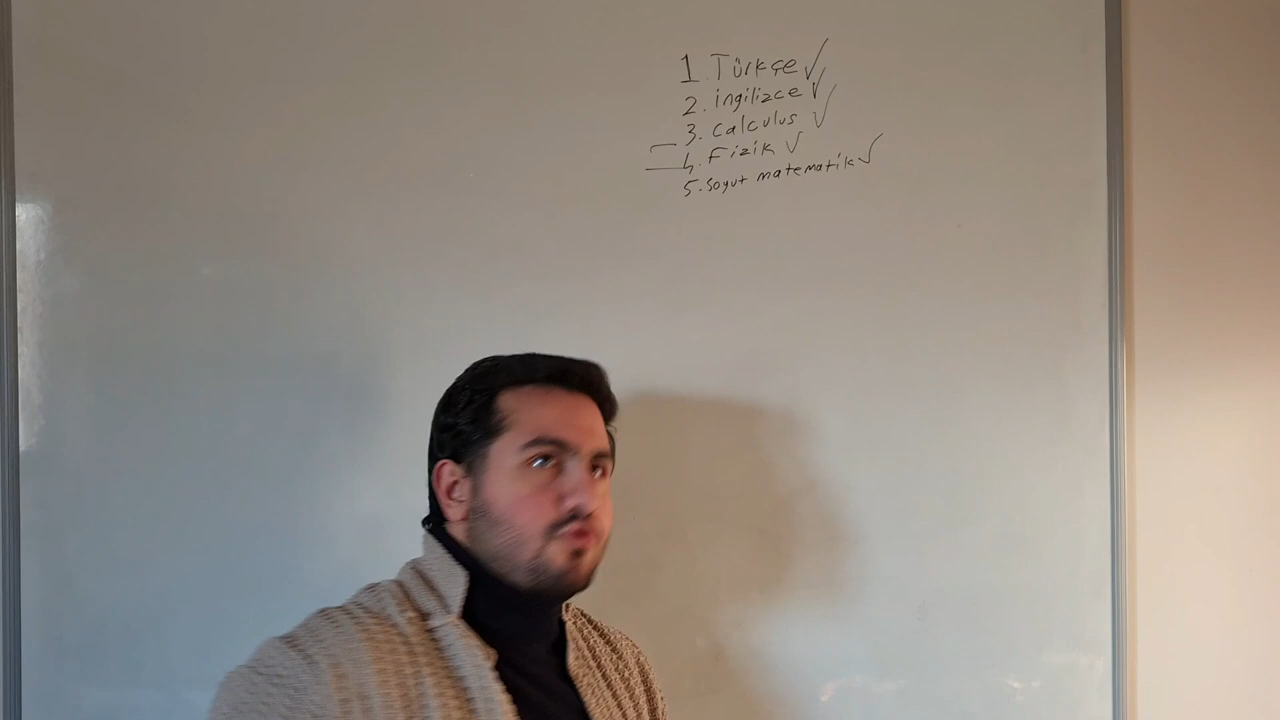 1. Türkçe ✓
2. ingilizce ✓
3. Calculus ✓
4. Fizik ✓
5. Soyut matematik ✓